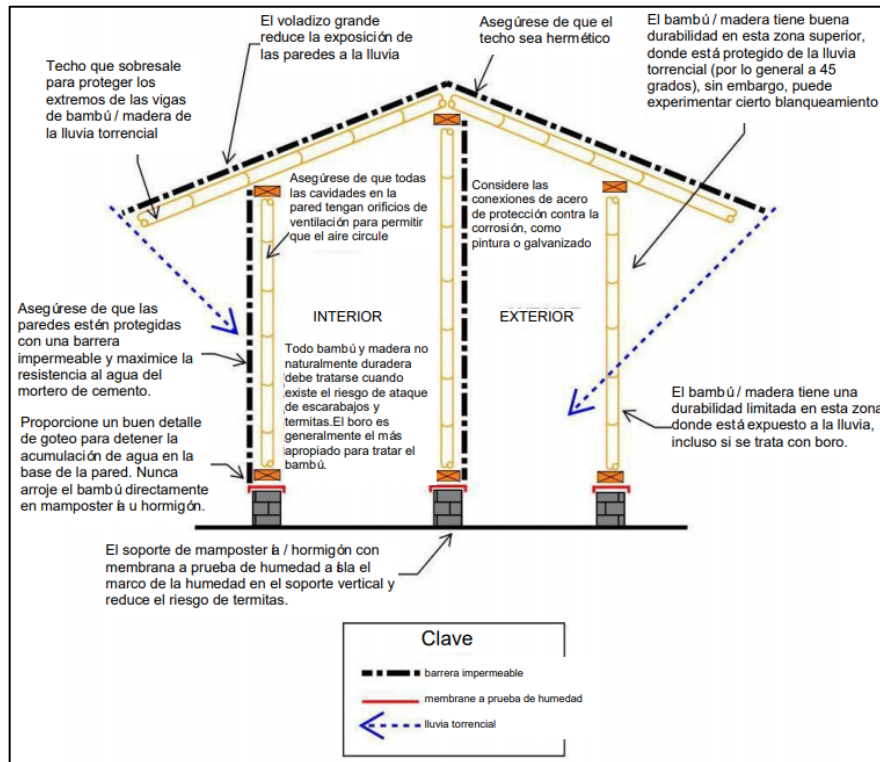 El voladizo grande
reduce la exposición de
las paredes a la lluvia
Asegúrese de que el
techo sea hermético
El bambú / madera tiene buena
durabilidad en esta zona superior,
donde está protegido de la lluvia
torrencial (por lo general a 45
grados), sin embargo, puede
experimentar cierto blanqueamiento
Techo que sobresale
para proteger los
extremos de las vigas
de bambú / madera de
la lluvia torrencial
Asegúrese de que todas
las cavidades en la
pared tengan orificios de
ventilación para permitir
que el aire circule
Considere las
conexiones de acero
de protección contra la
corrosión, como
pintura o galvanizado
Asegúrese de que las
paredes estén protegidas
con una barrera
impermeable y maximice la
resistencia al agua del
mortero de cemento.
INTERIOR
EXTERIOR
Todo bambú y madera no
naturalmente duradera
debe tratarse cuando
existe el riesgo de ataque
de escarabajos y
termitas.El boro es
generalmente el más
apropiado para tratar el
bambú.
Proporcione un buen detalle
de goteo para detener la
acumulación de agua en la
base de la pared. Nunca
arroje el bambú directamente
en mamposter ía u hormigón.
El bambú / madera tiene una
durabilidad limitada en esta zona
donde está expuesto a la lluvia,
incluso si se trata con boro.
El soporte de mamposter ía / hormigón con
membrana a prueba de humedad a ísla el
marco de la humedad en el soporte vertical y
reduce el riesgo de termitas.
Clave
barrera impermeable
membrane a prueba de humedad
lluvia torrencial